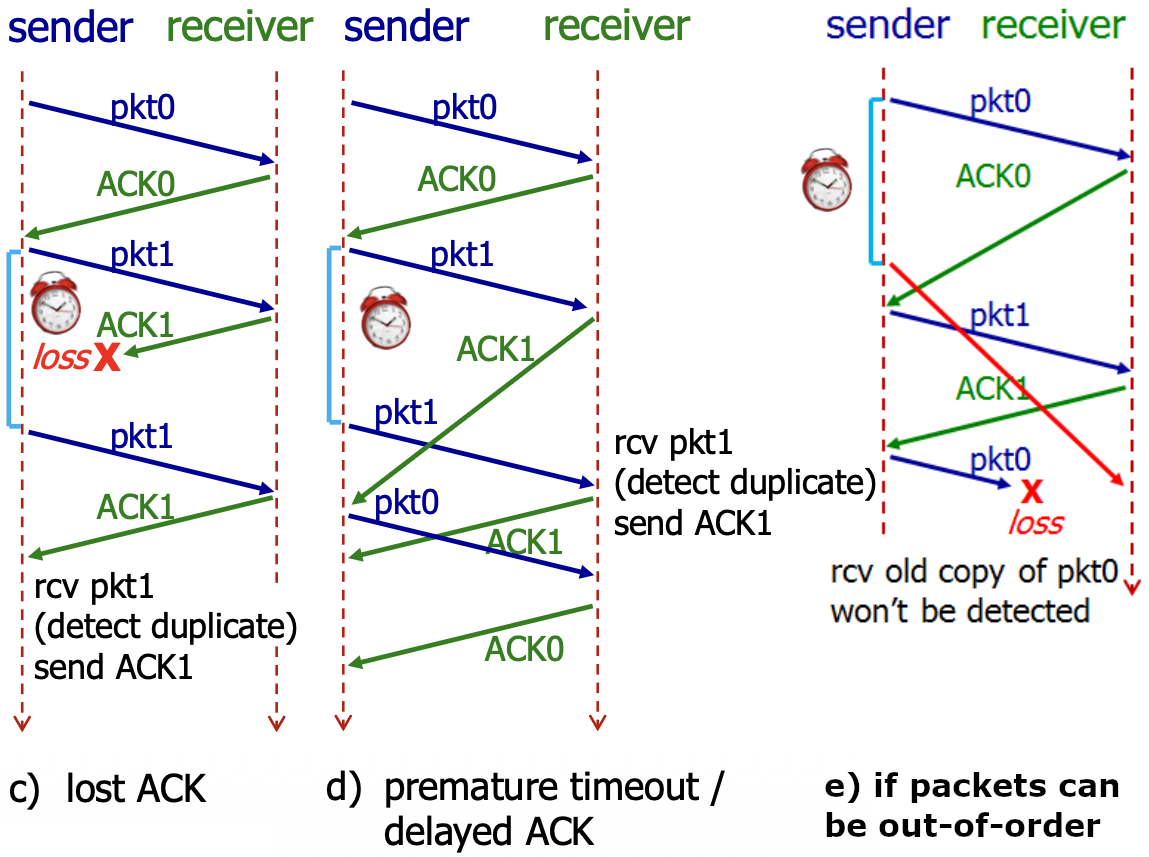 sender receiver
pkt0
ACK0
pkt1
ACK1
loss X
pkt1
ACK1
rcv pkt1
(detect duplicate)
send ACK1
c) lost ACK
sender receiver
pkt0
ACK0
pkt1
ACK1
pkt1
rcv pkt1
(detect duplicate)
send ACK1
pkt0
ACK1
ACK0
d) premature timeout /
delayed ACK
sender receiver
pkt0
ACK0
pkt1
ACK1
pkt0
X
loss
rcv old copy of pkt0
won't be detected
e) if packets can
be out-of-order